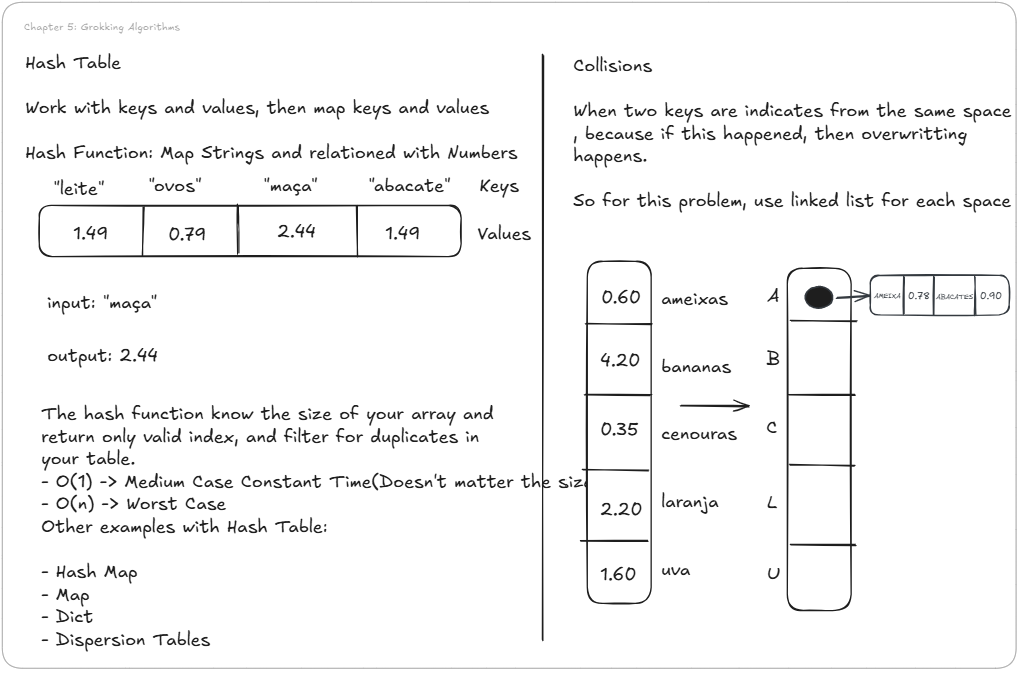 Chapter 5: Grokking Algorithms
Hash Table
Work with keys and values, then map keys and values
Hash Function: Map Strings and relationed with Numbers
"leite" "ovos" "maça" "abacate" Keys
1.49 0.79 2.44 1.49 Values
input: "maça"
output: 2.44
The hash function know the size of your array and
return only valid index, and filter for duplicates in
your table.
- O(1) -> Medium Case Constant Time(Doesn't matter the size
- O(n) -> Worst Case
Other examples with Hash Table:
- Hash Map
- Map
- Dict
- Dispersion Tables
Collisions
When two keys are indicates from the same space
, because if this happened, then overwritting
happens.
So for this problem, use linked list for each space
0.60 ameixas A AMEIXA 0.78 ABACATES 0.90
4.20 bananas B
0.35 cenouras C
2.20 laranja L
1.60 uva U